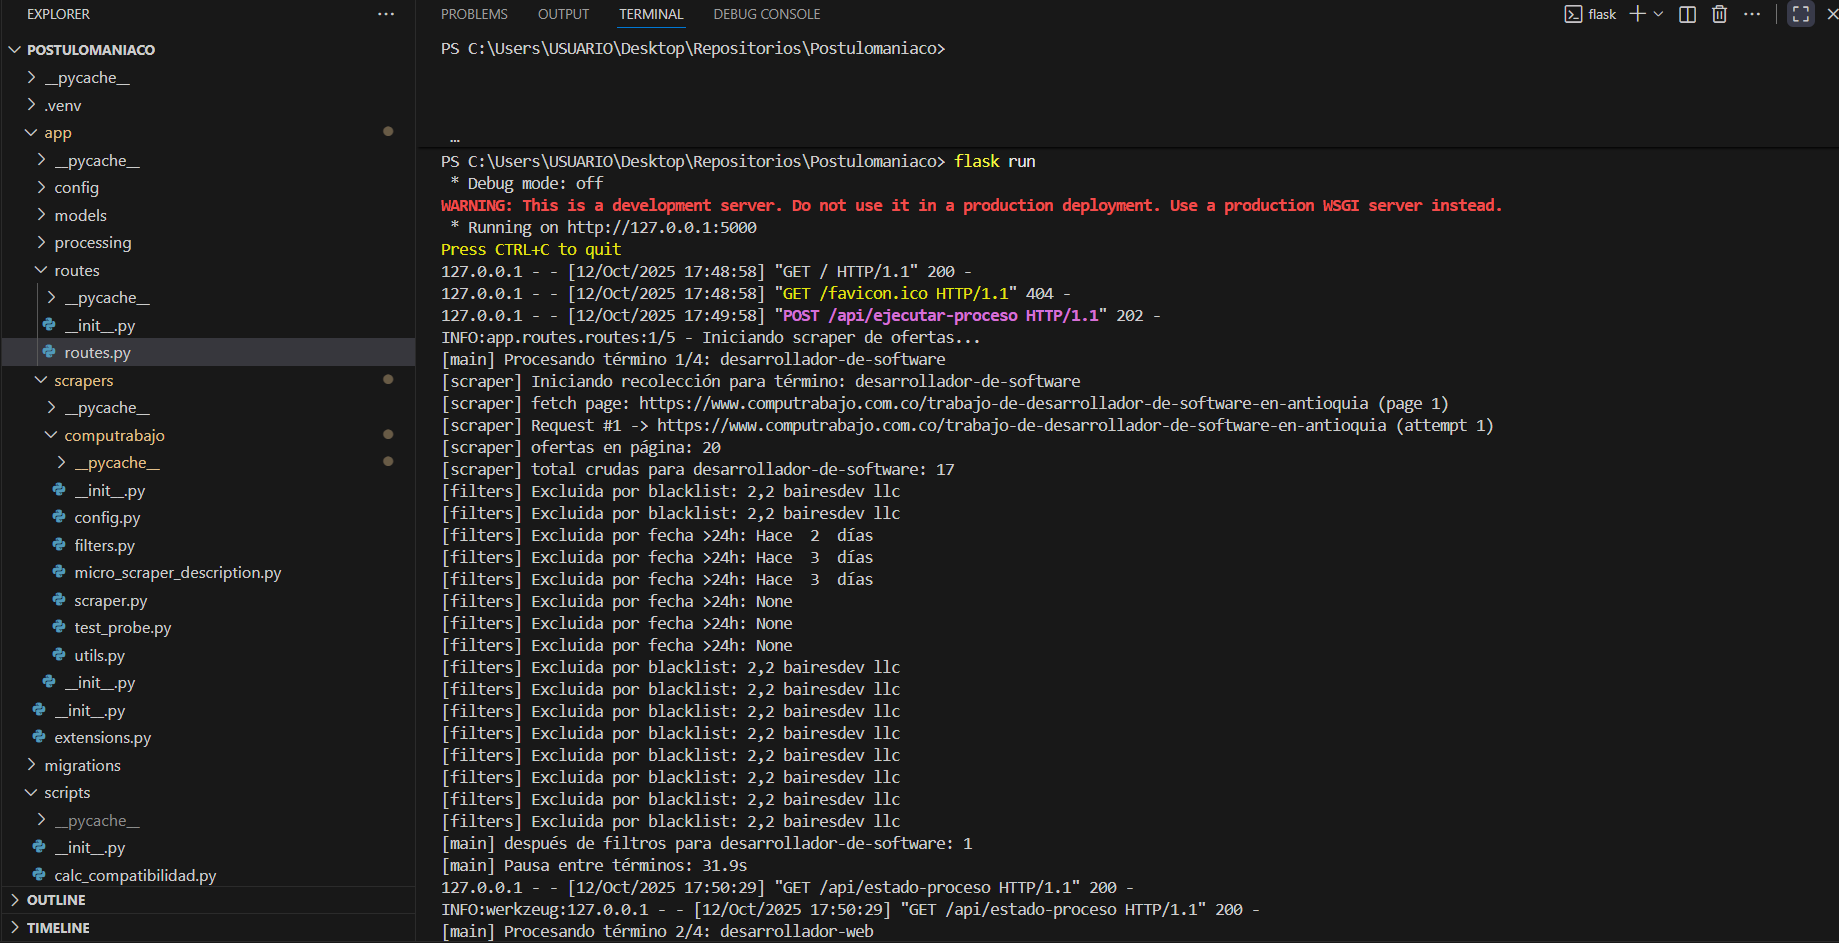 EXPLORER
...
POSTULOMANIACO
__pycache__
.venv
app
__pycache__
config
models
processing
routes
__pycache__
__init__.py
routes.py
scrapers
__pycache__
computrabajo
__pycache__
__init__.py
config.py
filters.py
micro_scraper_description.py
scraper.py
test_probe.py
utils.py
__init__.py
__init__.py
extensions.py
migrations
scripts
__pycache__
__init__.py
calc_compatibilidad.py
OUTLINE
TIMELINE
PROBLEMS OUTPUT TERMINAL DEBUG CONSOLE
flask
PS C:\Users\USUARIO\Desktop\Repositorios\Postulomaniaco>
...
PS C:\Users\USUARIO\Desktop\Repositorios\Postulomaniaco> flask run
* Debug mode: off
WARNING: This is a development server. Do not use it in a production deployment. Use a production WSGI server instead.
* Running on http://127.0.0.1:5000
Press CTRL+C to quit
127.0.0.1 - - [12/Oct/2025 17:48:58] "GET / HTTP/1.1" 200 -
127.0.0.1 - - [12/Oct/2025 17:48:58] "GET /favicon.ico HTTP/1.1" 404 -
127.0.0.1 - - [12/Oct/2025 17:49:58] "POST /api/ejecutar-proceso HTTP/1.1" 202 -
INFO:app.routes.routes:1/5 - Iniciando scraper de ofertas...
[main] Procesando término 1/4: desarrollador-de-software
[scraper] Iniciando recolección para término: desarrollador-de-software
[scraper] fetch page: https://www.computrabajo.com.co/trabajo-de-desarrollador-de-software-en-antioquia (page 1)
[scraper] Request #1 -> https://www.computrabajo.com.co/trabajo-de-desarrollador-de-software-en-antioquia (attempt 1)
[scraper] ofertas en página: 20
[scraper] total crudas para desarrollador-de-software: 17
[filters] Excluida por blacklist: 2,2 bairesdev llc
[filters] Excluida por blacklist: 2,2 bairesdev llc
[filters] Excluida por fecha >24h: Hace  2  días
[filters] Excluida por fecha >24h: Hace  3  días
[filters] Excluida por fecha >24h: Hace  3  días
[filters] Excluida por fecha >24h: None
[filters] Excluida por fecha >24h: None
[filters] Excluida por fecha >24h: None
[filters] Excluida por blacklist: 2,2 bairesdev llc
[filters] Excluida por blacklist: 2,2 bairesdev llc
[filters] Excluida por blacklist: 2,2 bairesdev llc
[filters] Excluida por blacklist: 2,2 bairesdev llc
[filters] Excluida por blacklist: 2,2 bairesdev llc
[filters] Excluida por blacklist: 2,2 bairesdev llc
[filters] Excluida por blacklist: 2,2 bairesdev llc
[filters] Excluida por blacklist: 2,2 bairesdev llc
[main] después de filtros para desarrollador-de-software: 1
[main] Pausa entre términos: 31.9s
127.0.0.1 - - [12/Oct/2025 17:50:29] "GET /api/estado-proceso HTTP/1.1" 200 -
INFO:werkzeug:127.0.0.1 - - [12/Oct/2025 17:50:29] "GET /api/estado-proceso HTTP/1.1" 200 -
[main] Procesando término 2/4: desarrollador-web